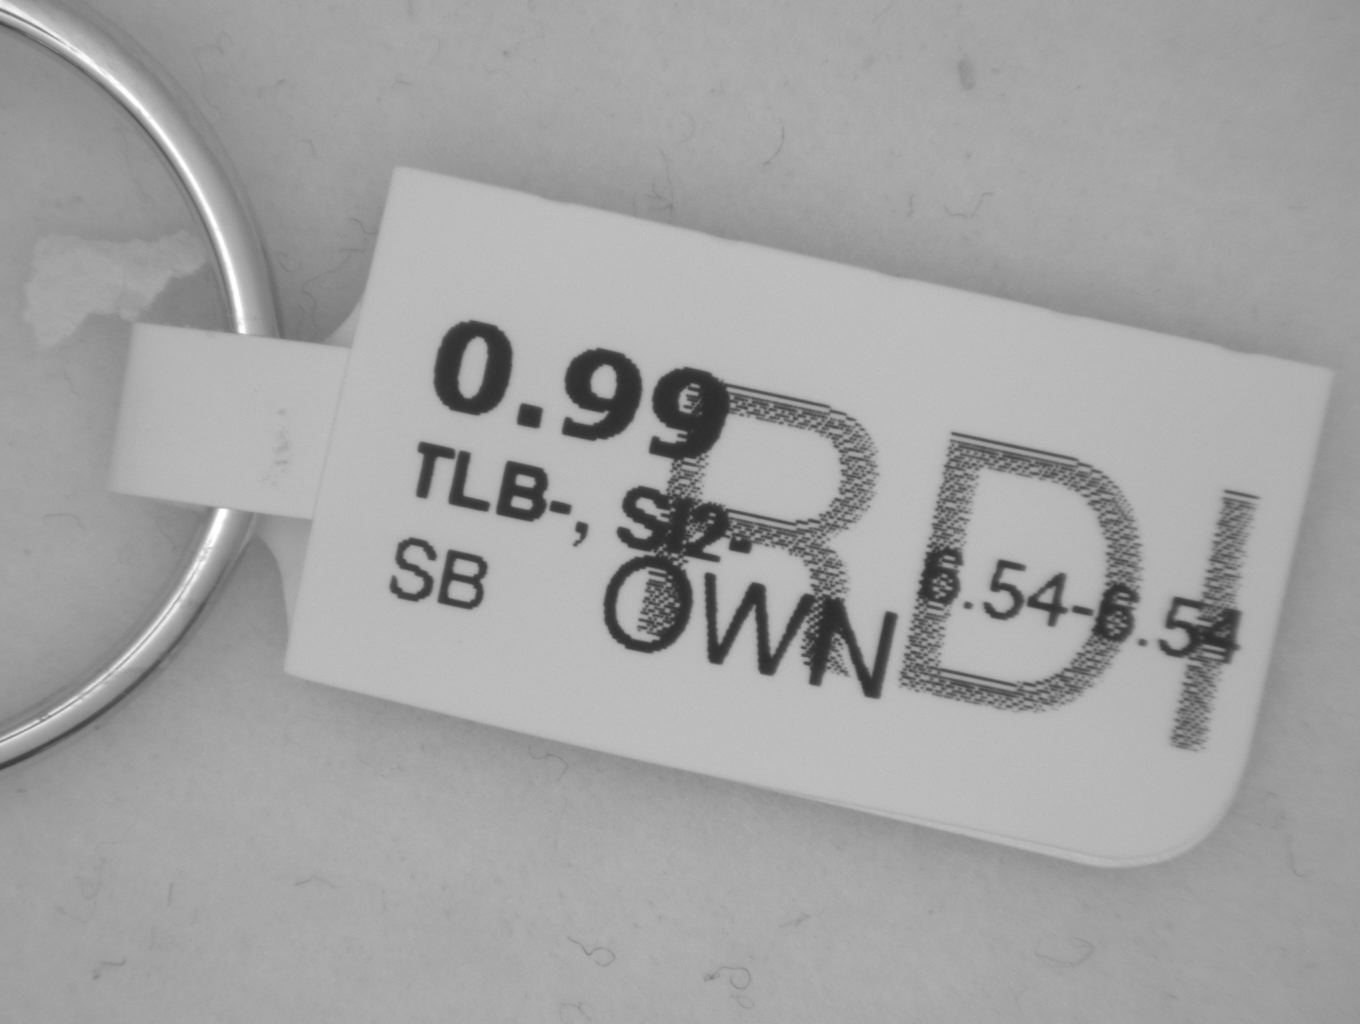 0.99
TLB-, SI2-
SB OWN 6.54-6.54
RDI